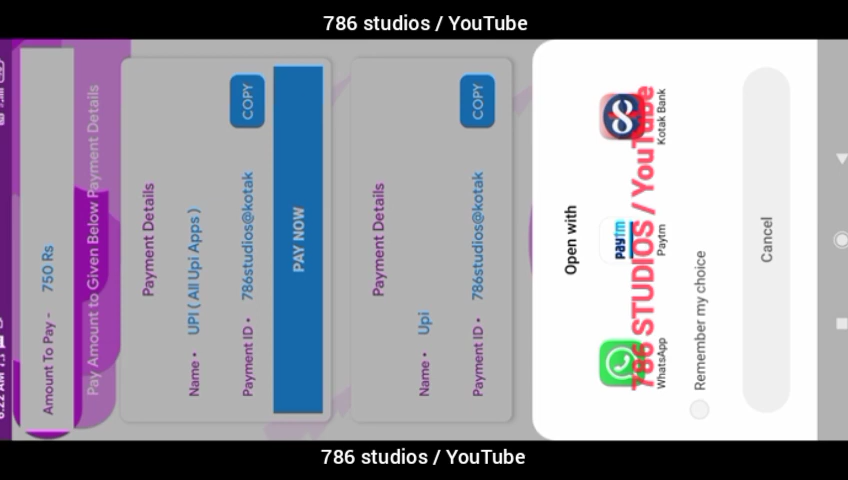 786 studios / YouTube
Amount To Pay - 750 Rs
Pay Amount to Given Below Payment Details
Payment Details
Name • UPI ( All Upi Apps )
Payment ID • 786studios@kotak
COPY
PAY NOW
Payment Details
Name • Upi
Payment ID • 786studios@kotak
COPY
Open with
WhatsApp
Paytm
Kotak Bank
786 STUDIOS / YouTube
Remember my choice
Cancel
786 studios / YouTube